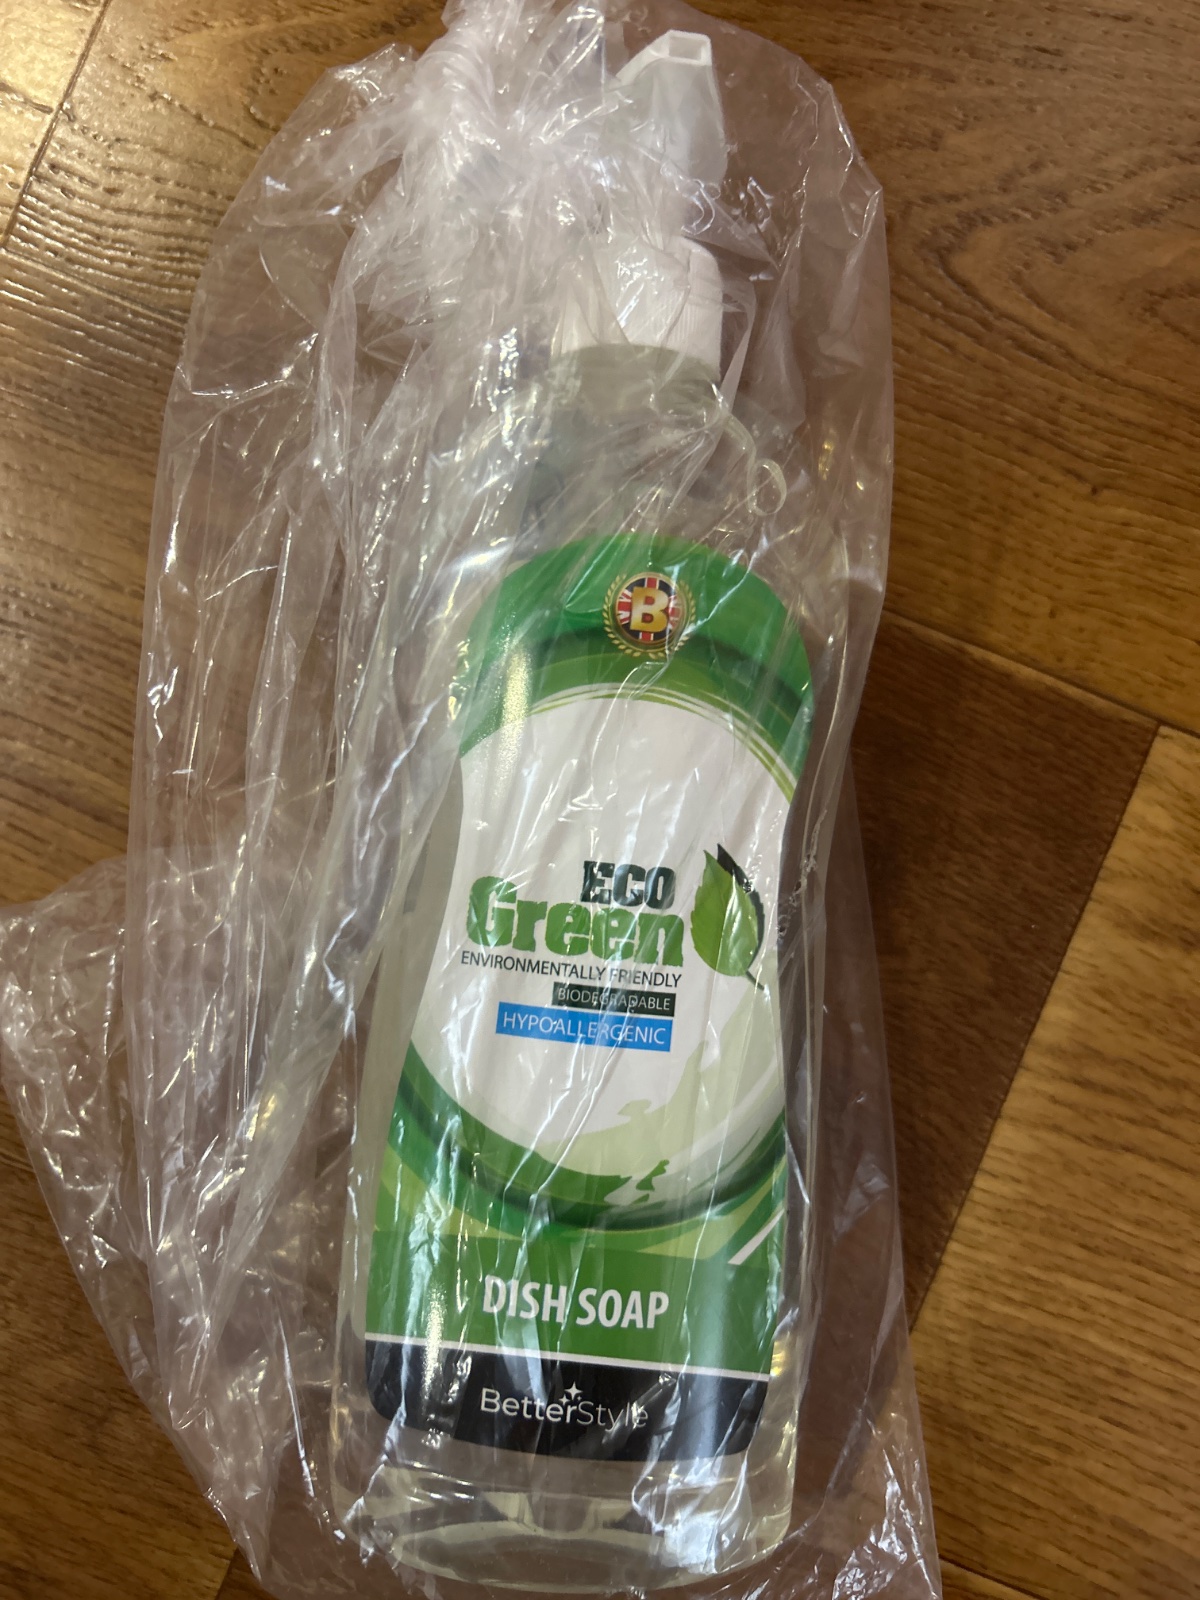 B
ECO
Green
ENVIRONMENTALLY FRIENDLY
BIODEGRADABLE
HYPOALLERGENIC
DISH SOAP
BetterStyle